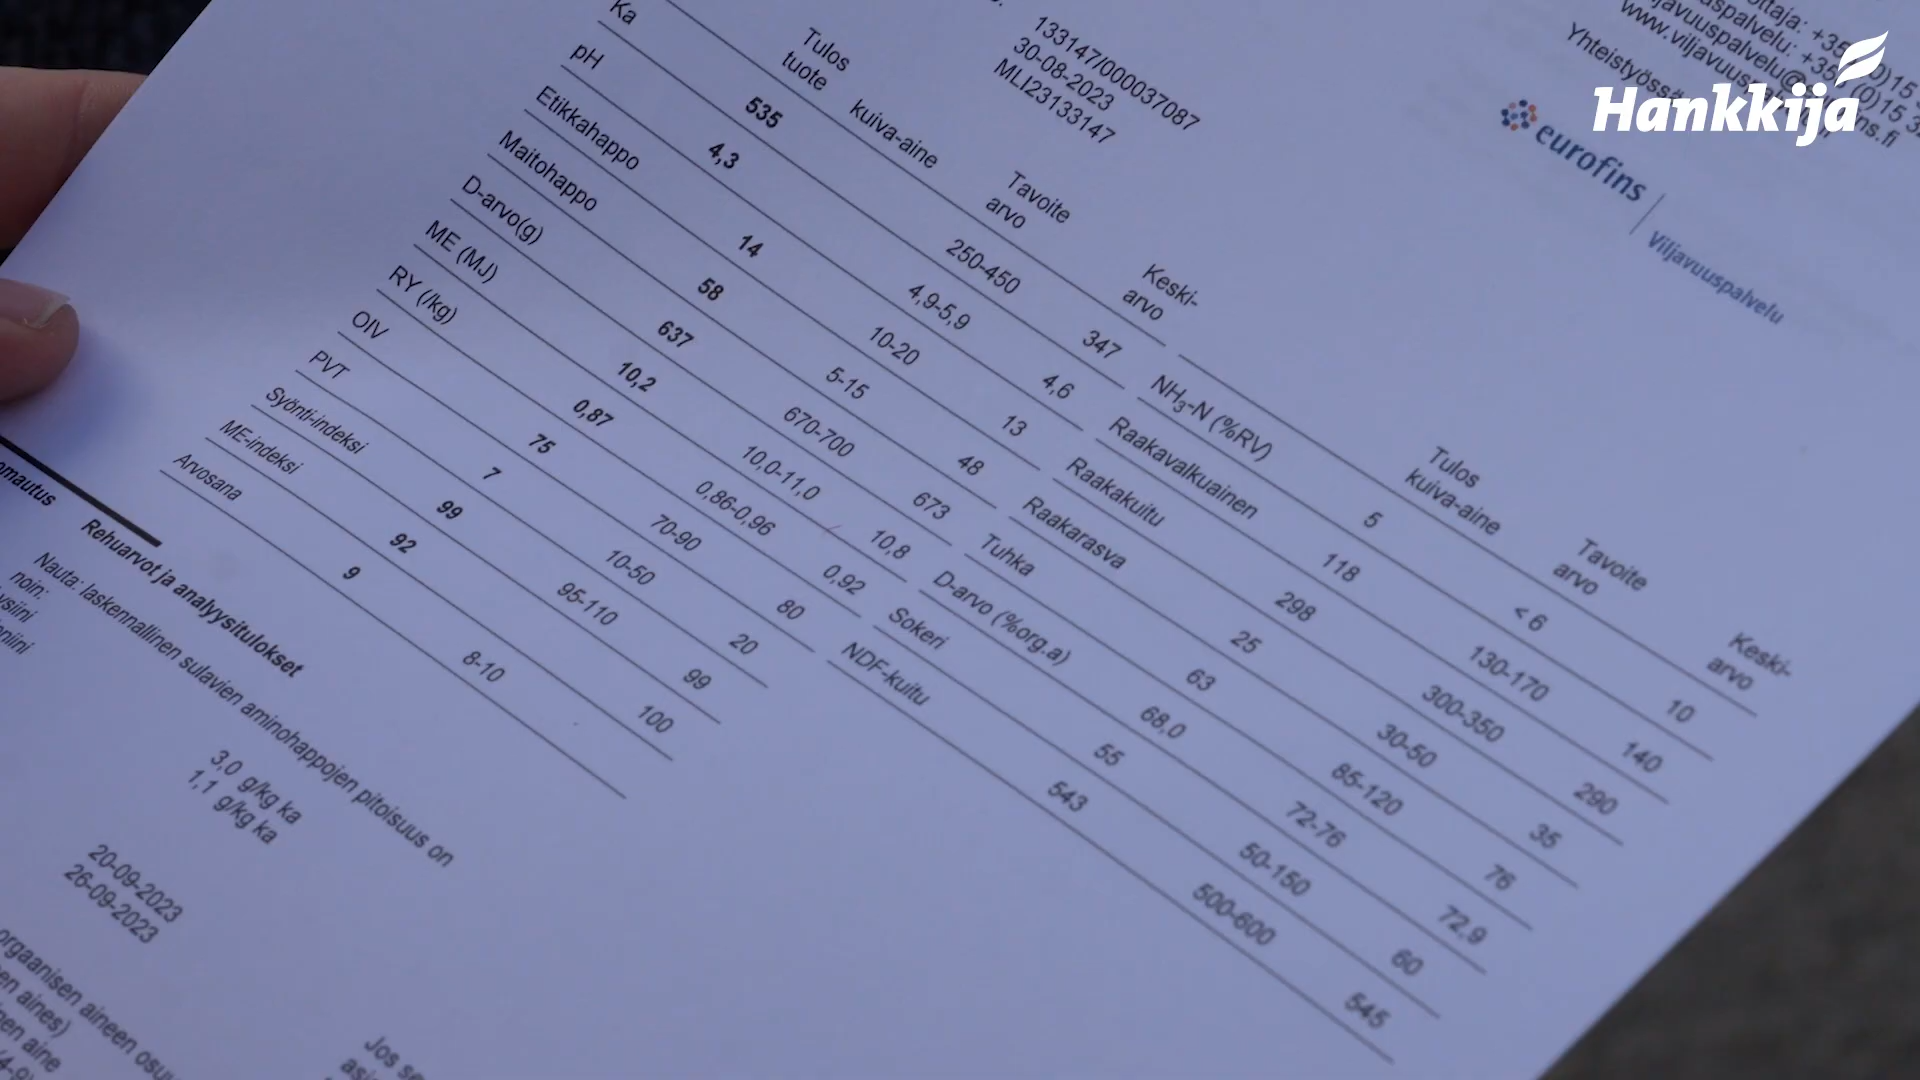 Hankkija
www.viljavuuspalvelu.fi
Yhteistyössä
eurofins
Viljavuuspalvelu
133147/000037087
30-08-2023
MLI23133147
Tulos
tuote kuiva-aine
Tavoite
arvo
Keski-
arvo
Ka 535 250-450 347
pH 4,3 4,9-5,9 4,6
Etikkahappo 14 10-20 13
Maitohappo 58 5-15 48
D-arvo(g) 637 670-700 673
ME (MJ) 10,2 10,0-11,0 10,8
RY (/kg) 0,87 0,86-0,96 0,92
OIV 75 70-90 80
PVT 7 10-50 20
Syönti-indeksi 99 95-110 99
ME-indeksi 92 100
Arvosana 9 8-10
Tulos
kuiva-aine
Tavoite
arvo
Keski-
arvo
NH3-N (%RV) 5 < 6 10
Raakavalkuainen 118 130-170 140
Raakakuitu 298 300-350 290
Raakarasva 25 30-50 35
Tuhka 63 85-120 76
D-arvo (%org.a) 68,0 72-76 72,9
Sokeri 55 50-150 60
NDF-kuitu 543 500-600 545
Rehuarvot ja analyysitulokset
Nauta: laskennallinen sulavien aminohappojen pitoisuus on
noin:
3,0 g/kg ka
1,1 g/kg ka
20-09-2023
26-09-2023
orgaanisen aineen